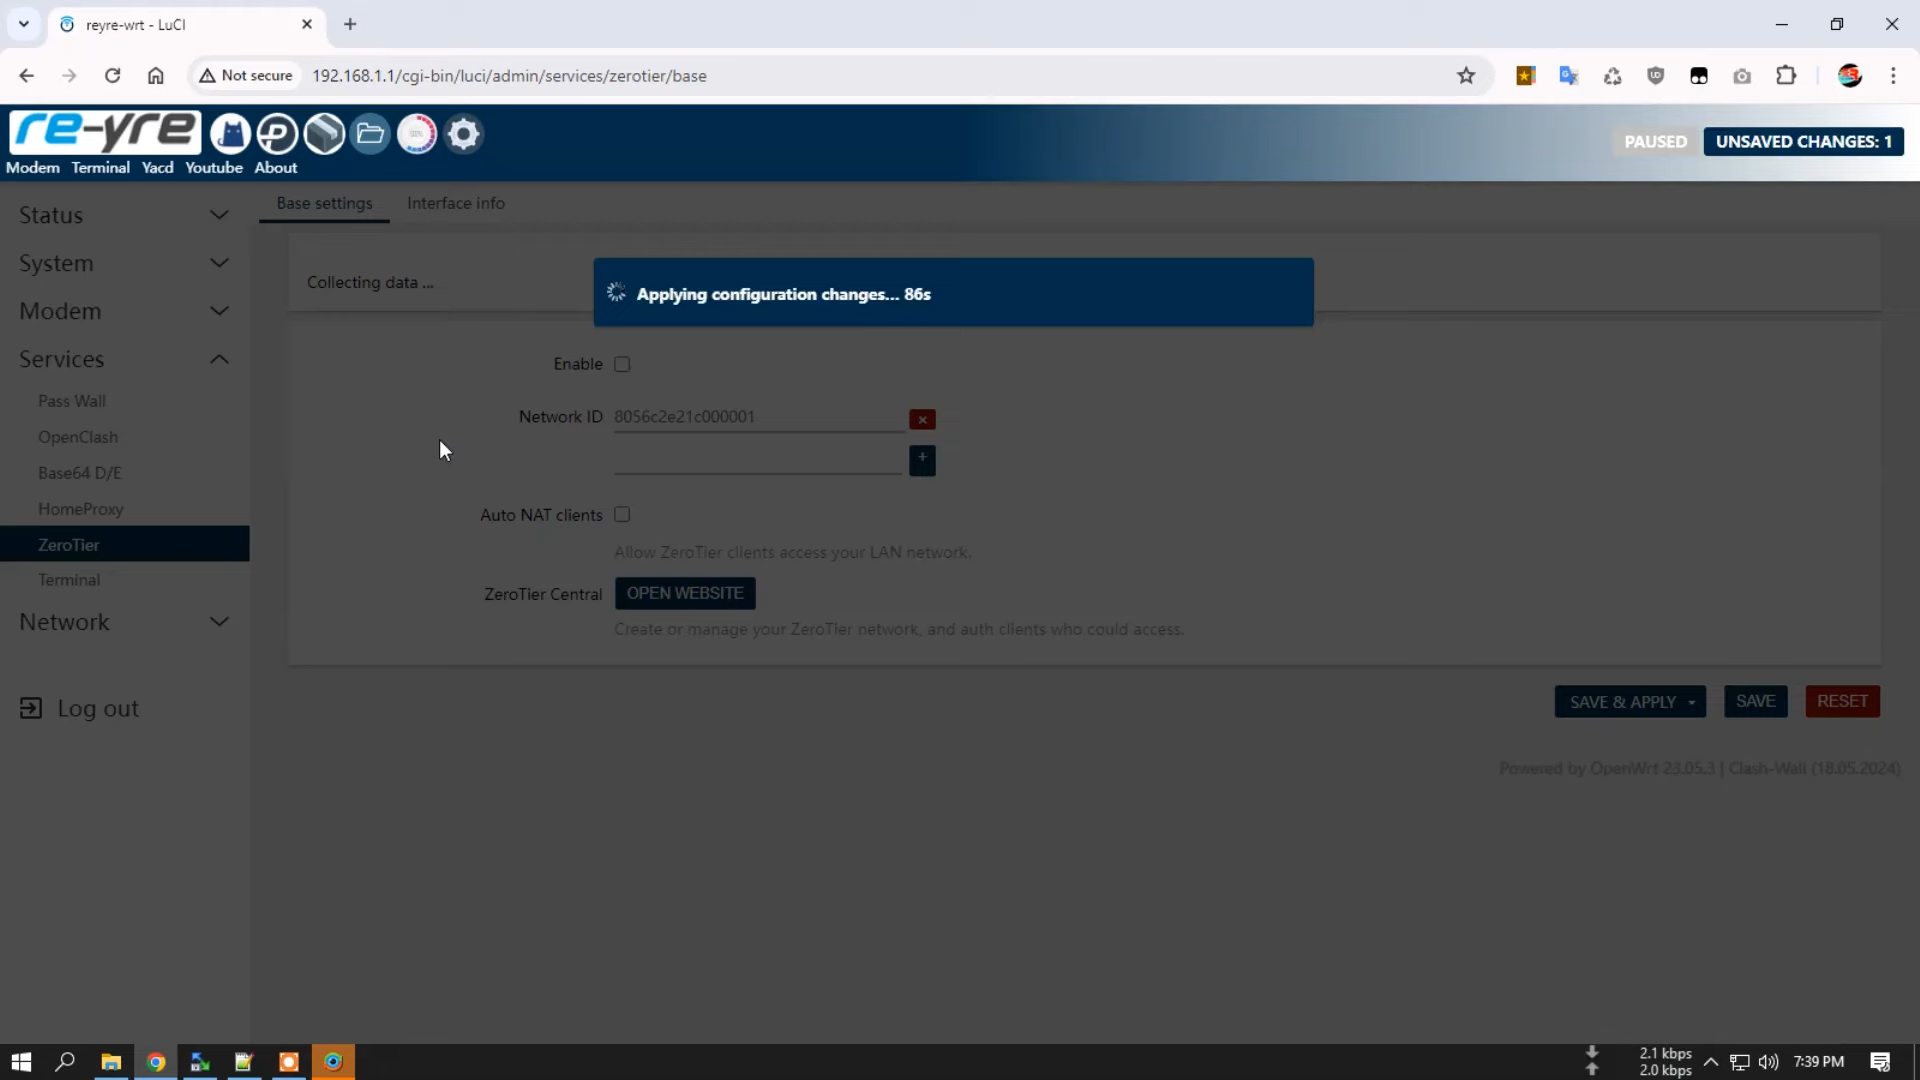 reyre-wrt - LuCI
Not secure
192.168.1.1/cgi-bin/luci/admin/services/zerotier/base
re-yre
PAUSED
UNSAVED CHANGES: 1
Modem Terminal Yacd Youtube About
Status
Base settings
Interface info
System
Collecting data ...
Applying configuration changes... 86s
Modem
Services
Enable
Pass Wall
Network ID
8056c2e21c000001
OpenClash
Base64 D/E
HomeProxy
Auto NAT clients
ZeroTier
Allow ZeroTier clients access your LAN network.
Terminal
ZeroTier Central
OPEN WEBSITE
Network
Create or manage your ZeroTier network, and auth clients who could access.
Log out
SAVE & APPLY
SAVE
RESET
Powered by OpenWrt 23.05.3 | Clash-Wall (18.05.2024)
2.1 kbps
2.0 kbps
7:39 PM